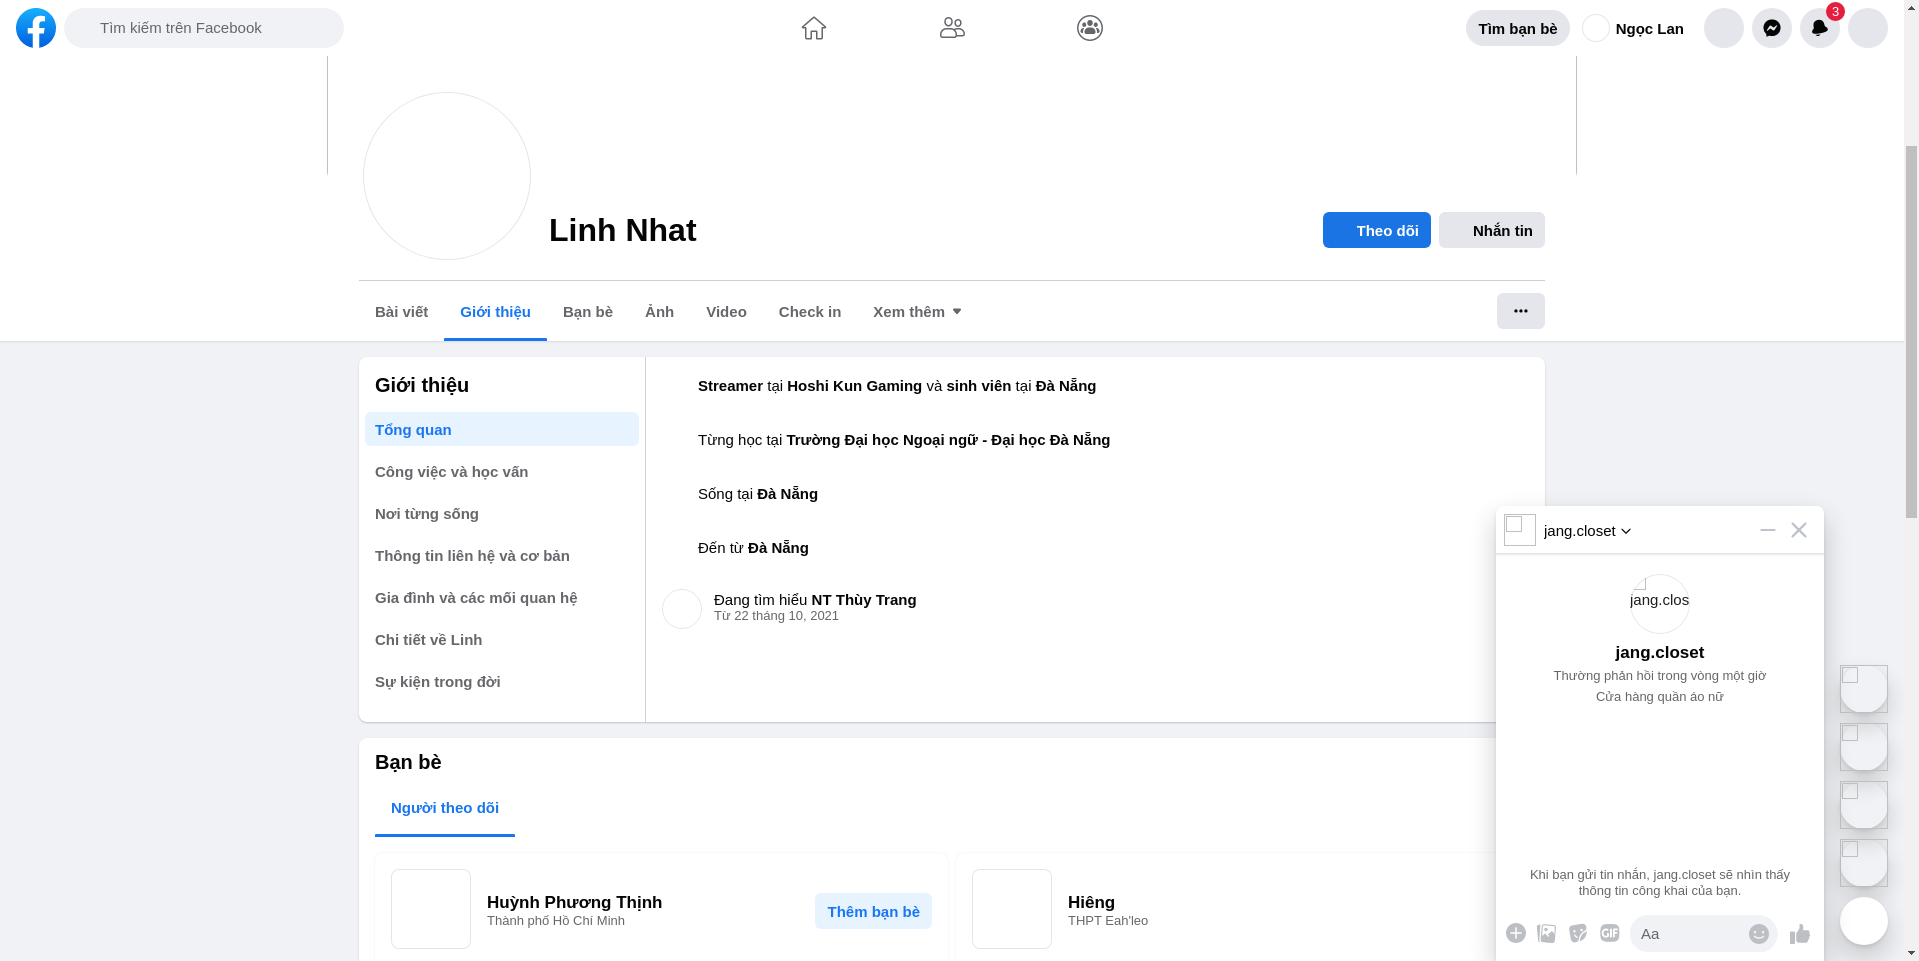 Tìm kiếm trên Facebook
Tìm bạn bè
Ngọc Lan
3
Linh Nhat
Theo dõi
Nhắn tin
Bài viết
Giới thiệu
Bạn bè
Ảnh
Video
Check in
Xem thêm
Giới thiệu
Tổng quan
Công việc và học vấn
Nơi từng sống
Thông tin liên hệ và cơ bản
Gia đình và các mối quan hệ
Chi tiết về Linh
Sự kiện trong đời
Streamer tại Hoshi Kun Gaming và sinh viên tại Đà Nẵng
Từng học tại Trường Đại học Ngoại ngữ - Đại học Đà Nẵng
Sống tại Đà Nẵng
Đến từ Đà Nẵng
Đang tìm hiểu NT Thùy Trang
Từ 22 tháng 10, 2021
Bạn bè
Người theo dõi
Huỳnh Phương Thịnh
Thành phố Hồ Chí Minh
Thêm bạn bè
Hiêng
THPT Eah'leo
jang.closet
jang.clos
jang.closet
Thường phản hồi trong vòng một giờ
Cửa hàng quần áo nữ
Khi bạn gửi tin nhắn, jang.closet sẽ nhìn thấy
thông tin công khai của bạn.
GIF
Aa